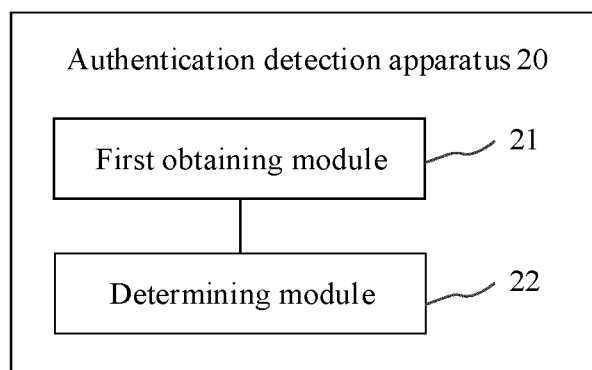 Authentication detection apparatus 20
First obtaining module
21
Determining module
22